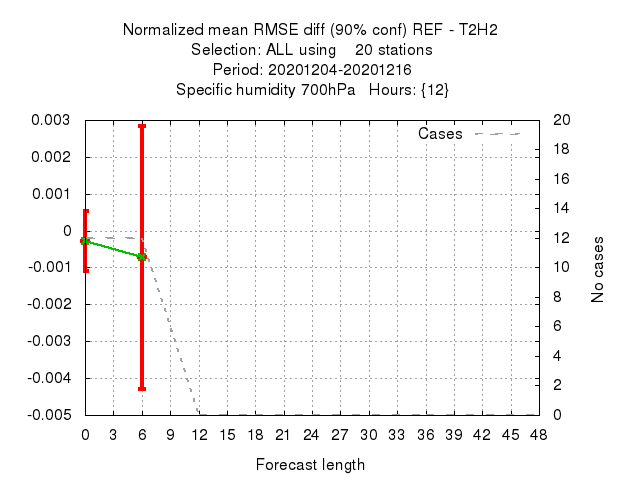 Normalized mean RMSE diff (90% conf) REF - T2H2
Selection: ALL using 20 stations
Period: 20201204-20201216
Specific humidity 700hPa Hours: {12}
Cases
0.003
0.002
0.001
0
-0.001
-0.002
-0.003
-0.004
-0.005
20
18
16
14
12
10
8
6
4
2
0
No cases
0 3 6 9 12 15 18 21 24 27 30 33 36 39 42 45 48
Forecast length